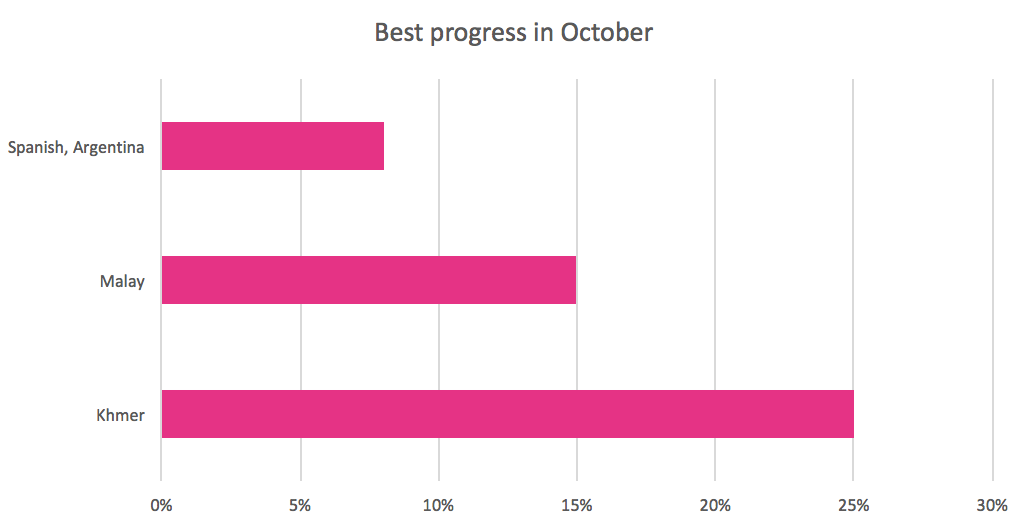 Best progress in October
Spanish, Argentina
Malay
Khmer
0% 5% 10% 15% 20% 25% 30%